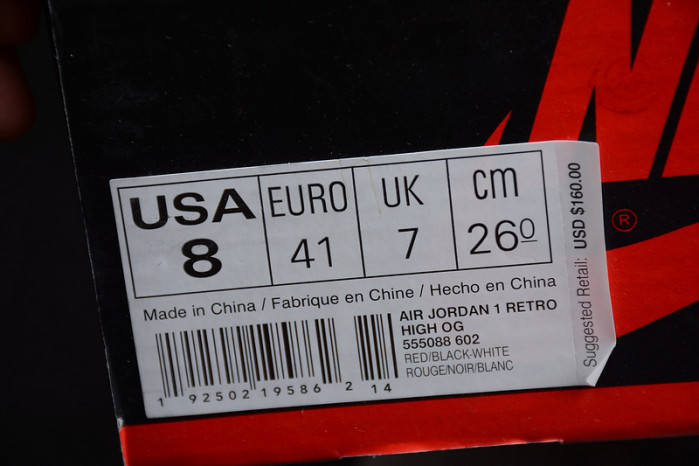 USA EURO UK cm
8 41 7 26⁰
Made in China / Fabrique en Chine / Hecho en China
AIR JORDAN 1 RETRO
HIGH OG
555088 602
RED/BLACK-WHITE
ROUGE/NOIR/BLANC
1 92502 19586 2 14
Suggested Retail: USD $160.00
®